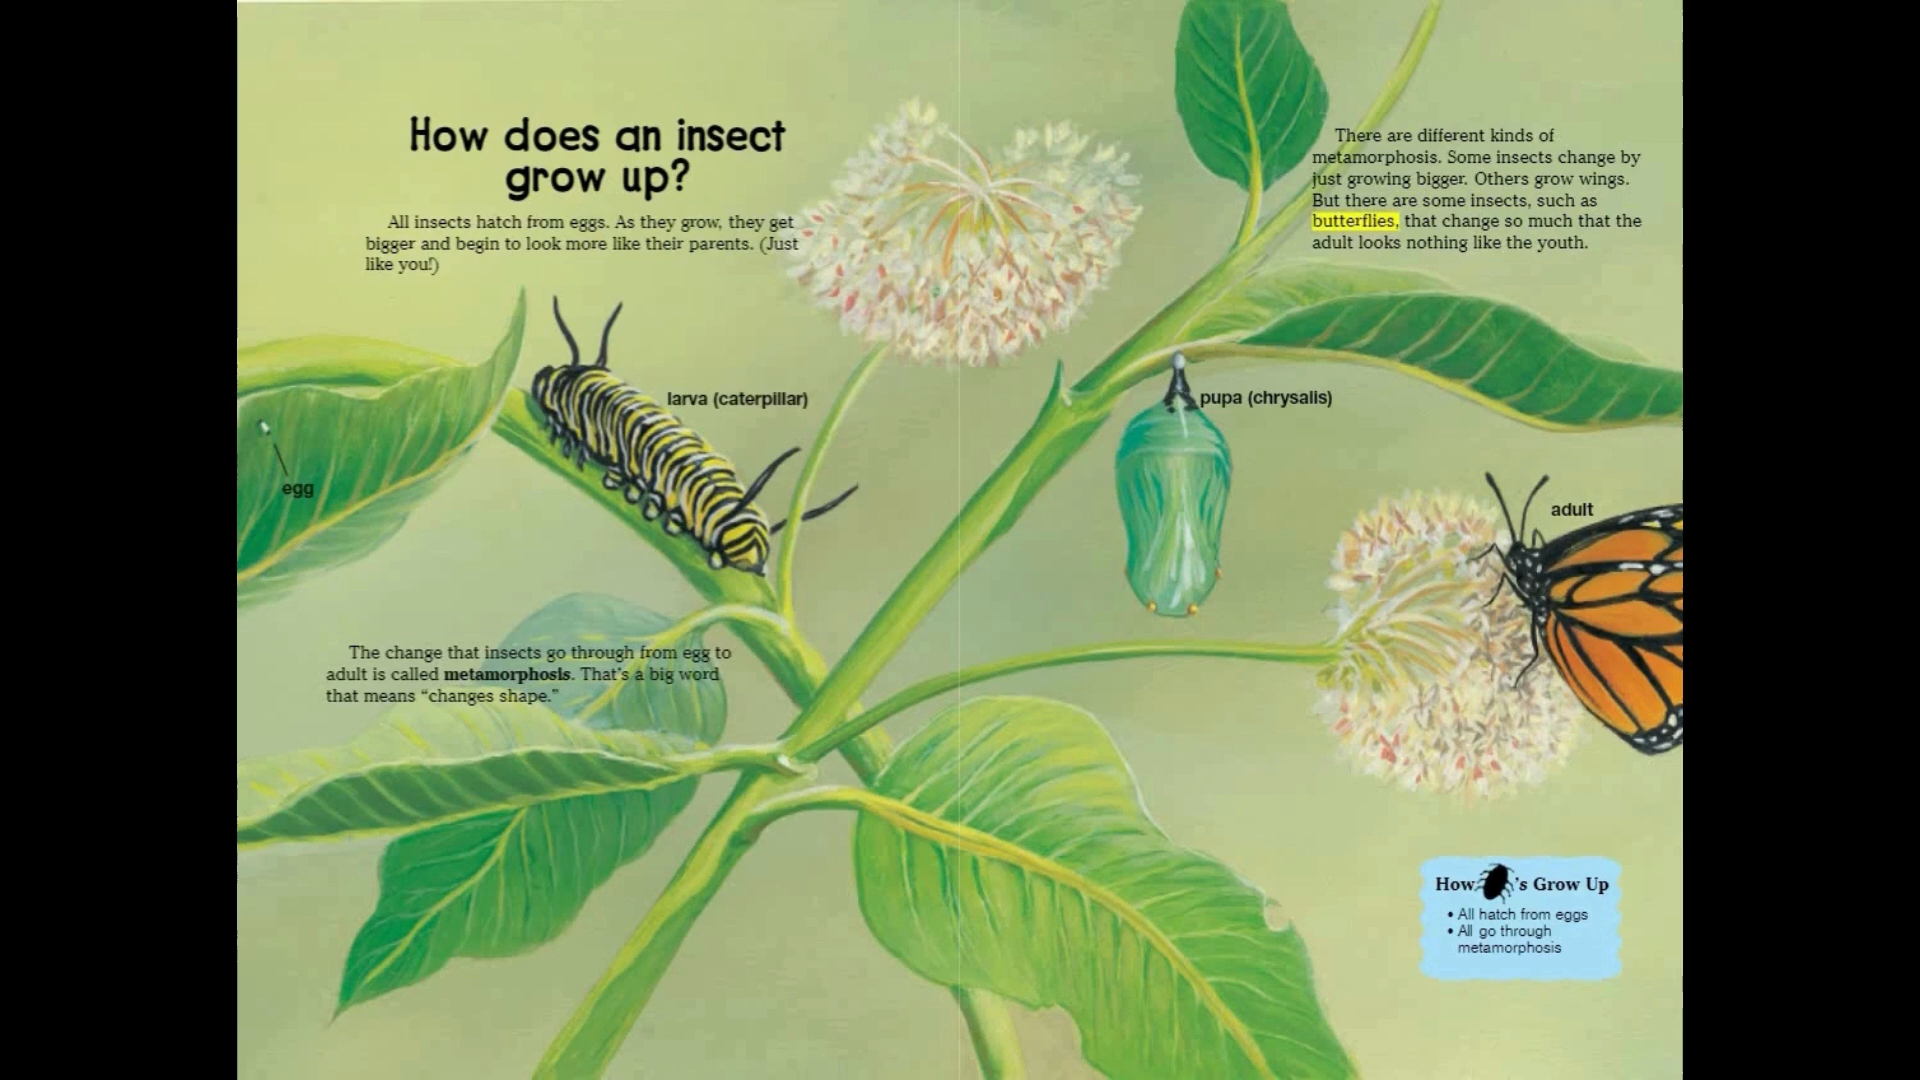 How does an insect
grow up?
All insects hatch from eggs. As they grow, they get
bigger and begin to look more like their parents. (Just
like you!)
larva (caterpillar)
egg
The change that insects go through from egg to
adult is called metamorphosis. That's a big word
that means “changes shape.”
There are different kinds of
metamorphosis. Some insects change by
just growing bigger. Others grow wings.
But there are some insects, such as
butterflies, that change so much that the
adult looks nothing like the youth.
pupa (chrysalis)
adult
How 's Grow Up
• All hatch from eggs
• All go through
metamorphosis